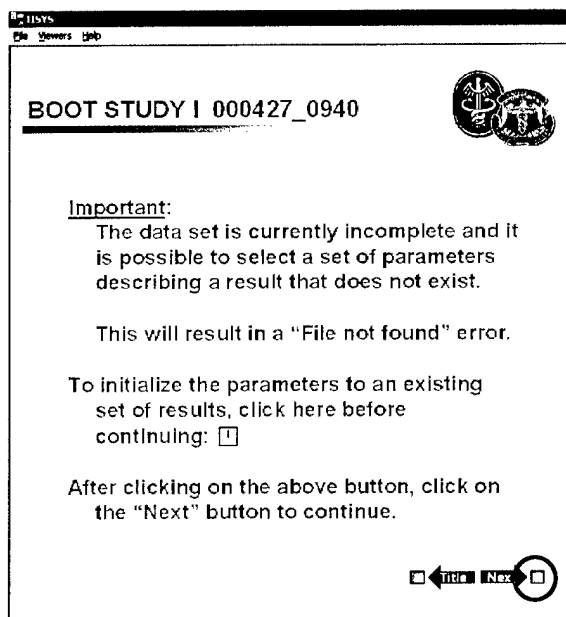 TISYS
File Viewers Help
BOOT STUDY I 000427_0940
Important:
The data set is currently incomplete and it
is possible to select a set of parameters
describing a result that does not exist.
This will result in a “File not found” error.
To initialize the parameters to an existing
set of results, click here before
continuing:
After clicking on the above button, click on
the “Next” button to continue.
Title Next